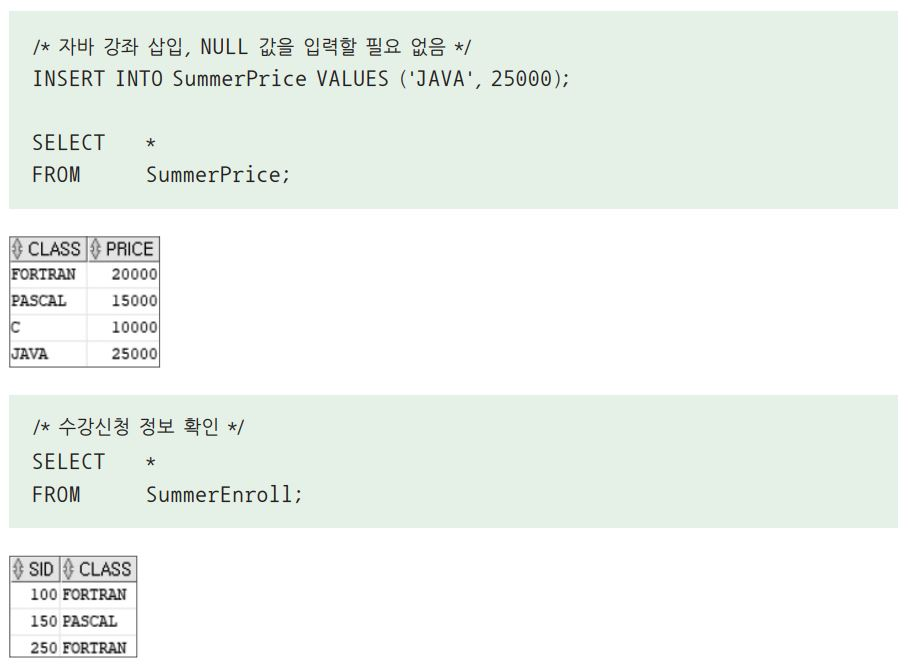 /* 자바 강좌 삽입, NULL 값을 입력할 필요 없음 */
INSERT INTO SummerPrice VALUES ('JAVA', 25000);
SELECT *
FROM SummerPrice;
CLASS PRICE
FORTRAN 20000
PASCAL 15000
C 10000
JAVA 25000
/* 수강신청 정보 확인 */
SELECT *
FROM SummerEnroll;
SID CLASS
100 FORTRAN
150 PASCAL
250 FORTRAN